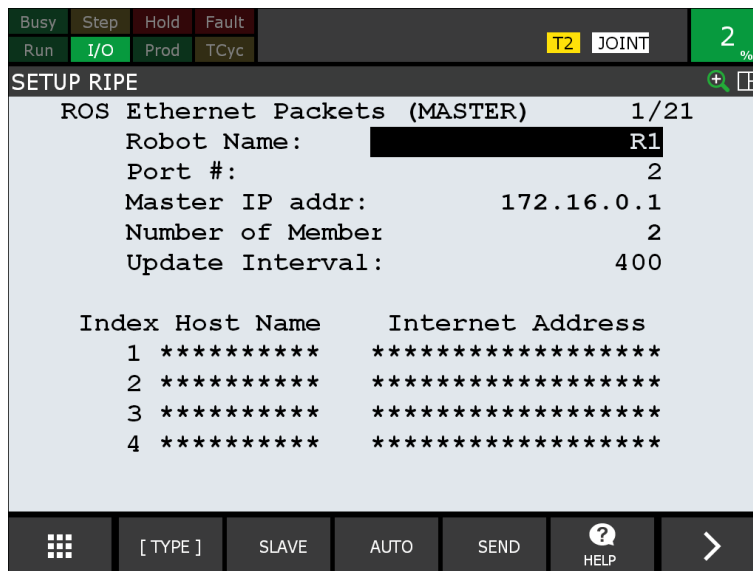 Busy Step Hold Fault
Run I/O Prod TCyc T2 JOINT 2 %
SETUP RIPE
ROS Ethernet Packets (MASTER) 1/21
Robot Name: R1
Port #: 2
Master IP addr: 172.16.0.1
Number of Member 2
Update Interval: 400
Index Host Name Internet Address
1 ********** ******************
2 ********** ******************
3 ********** ******************
4 ********** ******************
[ TYPE ] SLAVE AUTO SEND ? HELP >